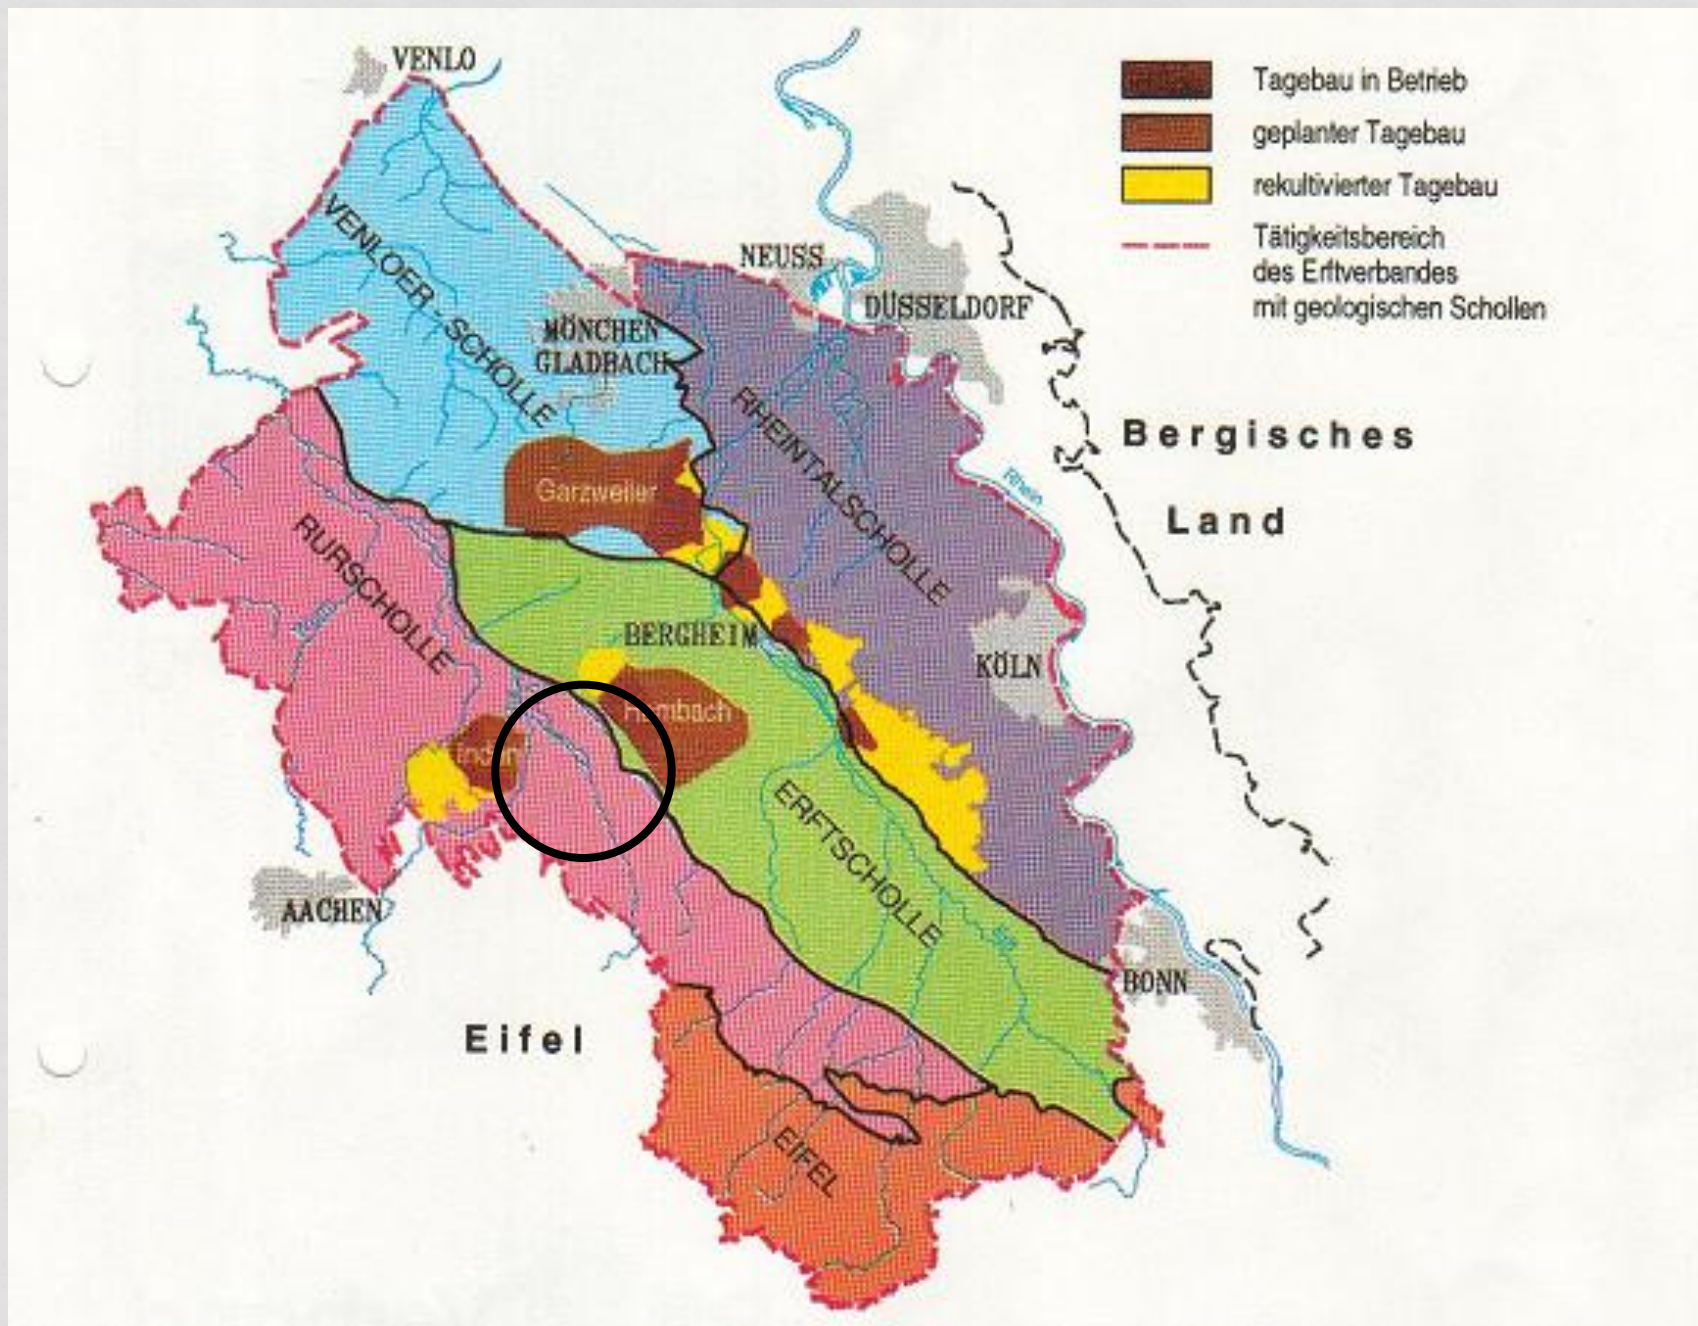 VENLO
Tagebau in Betrieb
geplanter Tagebau
rekultivierter Tagebau
Tätigkeitsbereich
des Erftverbandes
mit geologischen Schollen
VENLOER-SCHOLLE
NEUSS
DÜSSELDORF
MÖNCHEN
GLADBACH
RHEINTALSCHOLLE
Bergisches
Land
Rhein
Garzweiler
RURSCHOLLE
BERGHEIM
KÖLN
Hambach
Inden
ERFTSCHOLLE
AACHEN
BONN
Eifel
EIFEL